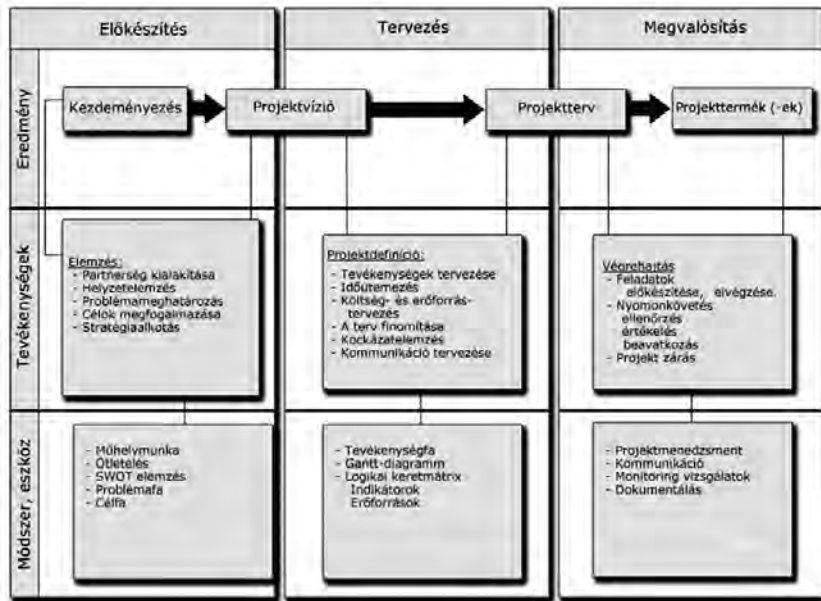 Előkészítés
Tervezés
Megvalósítás
Eredmény
Kezdeményezés
Projektvízió
Projektterv
Projekttermék (-ek)
Tevékenységek
Elemzés:
- Partnerség kialakítása
- Helyzetelemzés
- Problémameghatározás
- Célok megfogalmazása
- Stratégiaalkotás
Projektdefiníció:
- Tevékenységek tervezése
- Időütemezés
- Költség- és erőforrás-
tervezés
- A terv finomítása
- Kockázatelemzés
- Kommunikáció tervezése
Végrehajtás
- Feladatok
előkészítése, elvégzése.
- Nyomonkövetés
ellenőrzés
értékelés
beavatkozás
- Projekt zárás
Módszer, eszköz
- Műhelymunka
- Ötletelés
- SWOT elemzés
- Problémafa
- Célfa
- Tevékenységfa
- Gantt-diagramm
- Logikai keretmátrix
Indikátorok
Erőforrások
- Projektmenedzsment
- Kommunikáció
- Monitoring vizsgálatok
- Dokumentálás